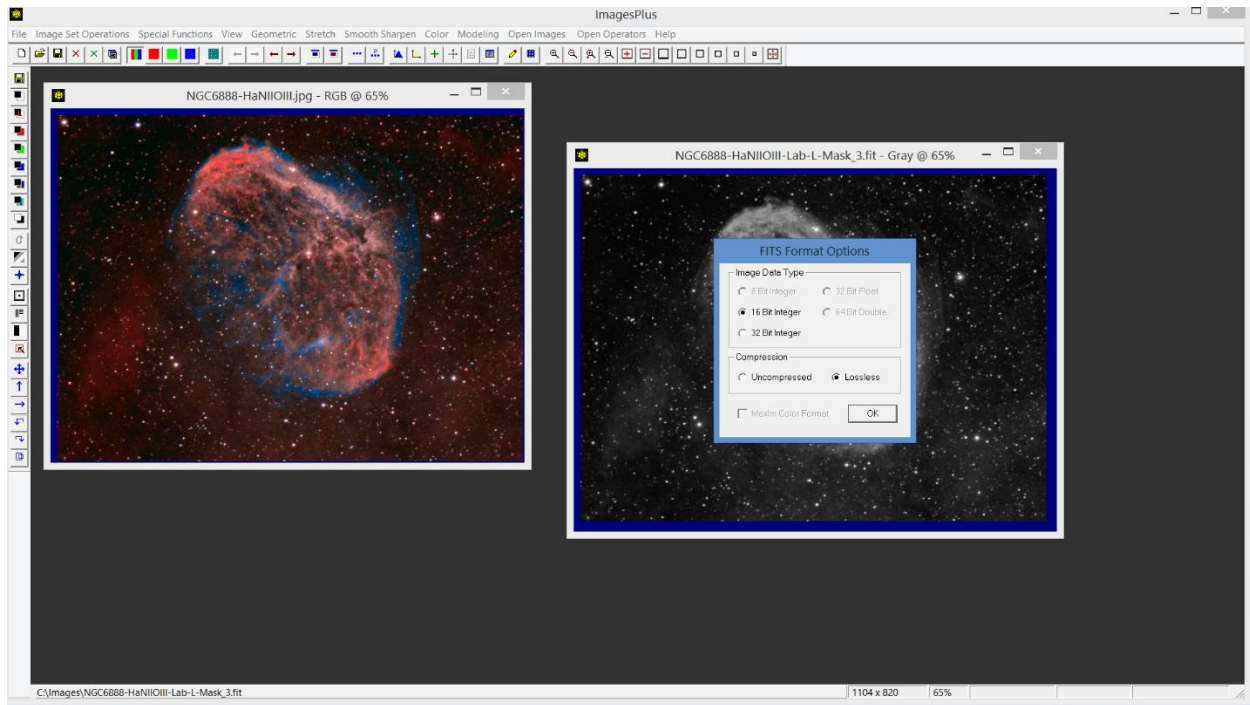 ImagesPlus
File Image Set Operations Special Functions View Geometric Stretch Smooth Sharpen Color Modeling Open Images Open Operators Help
NGC6888-HaNIIOIII.jpg - RGB @ 65%
NGC6888-HaNIIOIII-Lab-L-Mask_3.fit - Gray @ 65%
FITS Format Options
Image Data Type
8 Bit Integer 32 Bit Float
16 Bit Integer 64 Bit Double
32 Bit Integer
Compression
Uncompressed Lossless
MaxIm Color Format OK
C:\Images\NGC6888-HaNIIOIII-Lab-L-Mask_3.fit 1104 x 820 65%